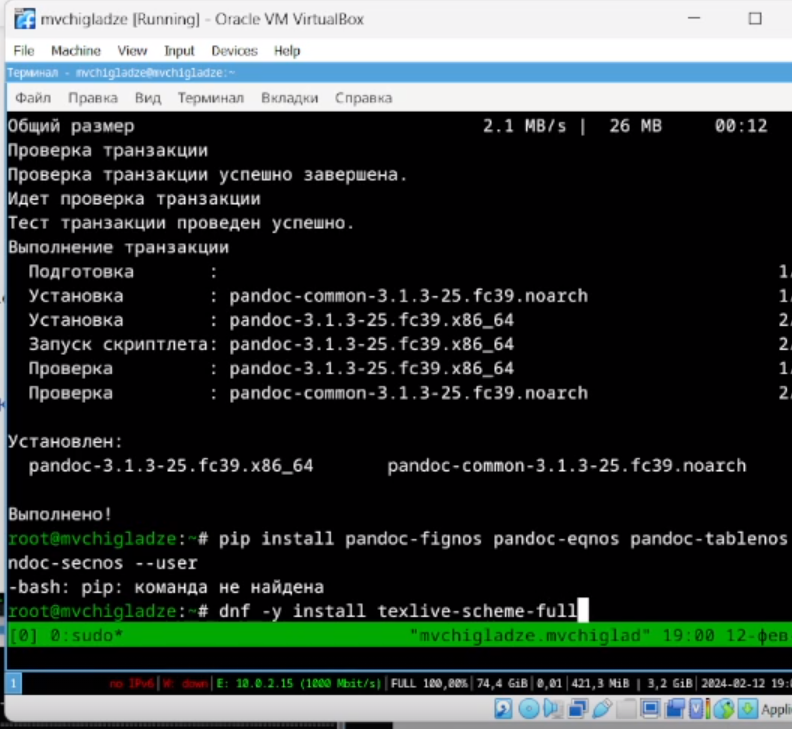 mvchigladze [Running] - Oracle VM VirtualBox
File Machine View Input Devices Help
Терминал - mvchigladze@mvchigladze:~
Файл Правка Вид Терминал Вкладки Справка
Общий размер 2.1 MB/s | 26 MB 00:12
Проверка транзакции
Проверка транзакции успешно завершена.
Идет проверка транзакции
Тест транзакции проведен успешно.
Выполнение транзакции
Подготовка : 1/
Установка : pandoc-common-3.1.3-25.fc39.noarch 1/
Установка : pandoc-3.1.3-25.fc39.x86_64 2/
Запуск скриптлета: pandoc-3.1.3-25.fc39.x86_64 2/
Проверка : pandoc-3.1.3-25.fc39.x86_64 1/
Проверка : pandoc-common-3.1.3-25.fc39.noarch 2/
Установлен:
pandoc-3.1.3-25.fc39.x86_64 pandoc-common-3.1.3-25.fc39.noarch
Выполнено!
root@mvchigladze:~# pip install pandoc-fignos pandoc-eqnos pandoc-tablenos
ndoc-secnos --user
-bash: pip: команда не найдена
root@mvchigladze:~# dnf -y install texlive-scheme-full
[0] 0:sudo* "mvchigladze.mvchiglad" 19:00 12-фев
1 no IPv6|W: down|E: 10.0.2.15 (1000 Mbit/s)|FULL 100,00%|74,4 GiB|0,01|421,3 MiB | 3,2 GiB|2024-02-12 19:
Appli